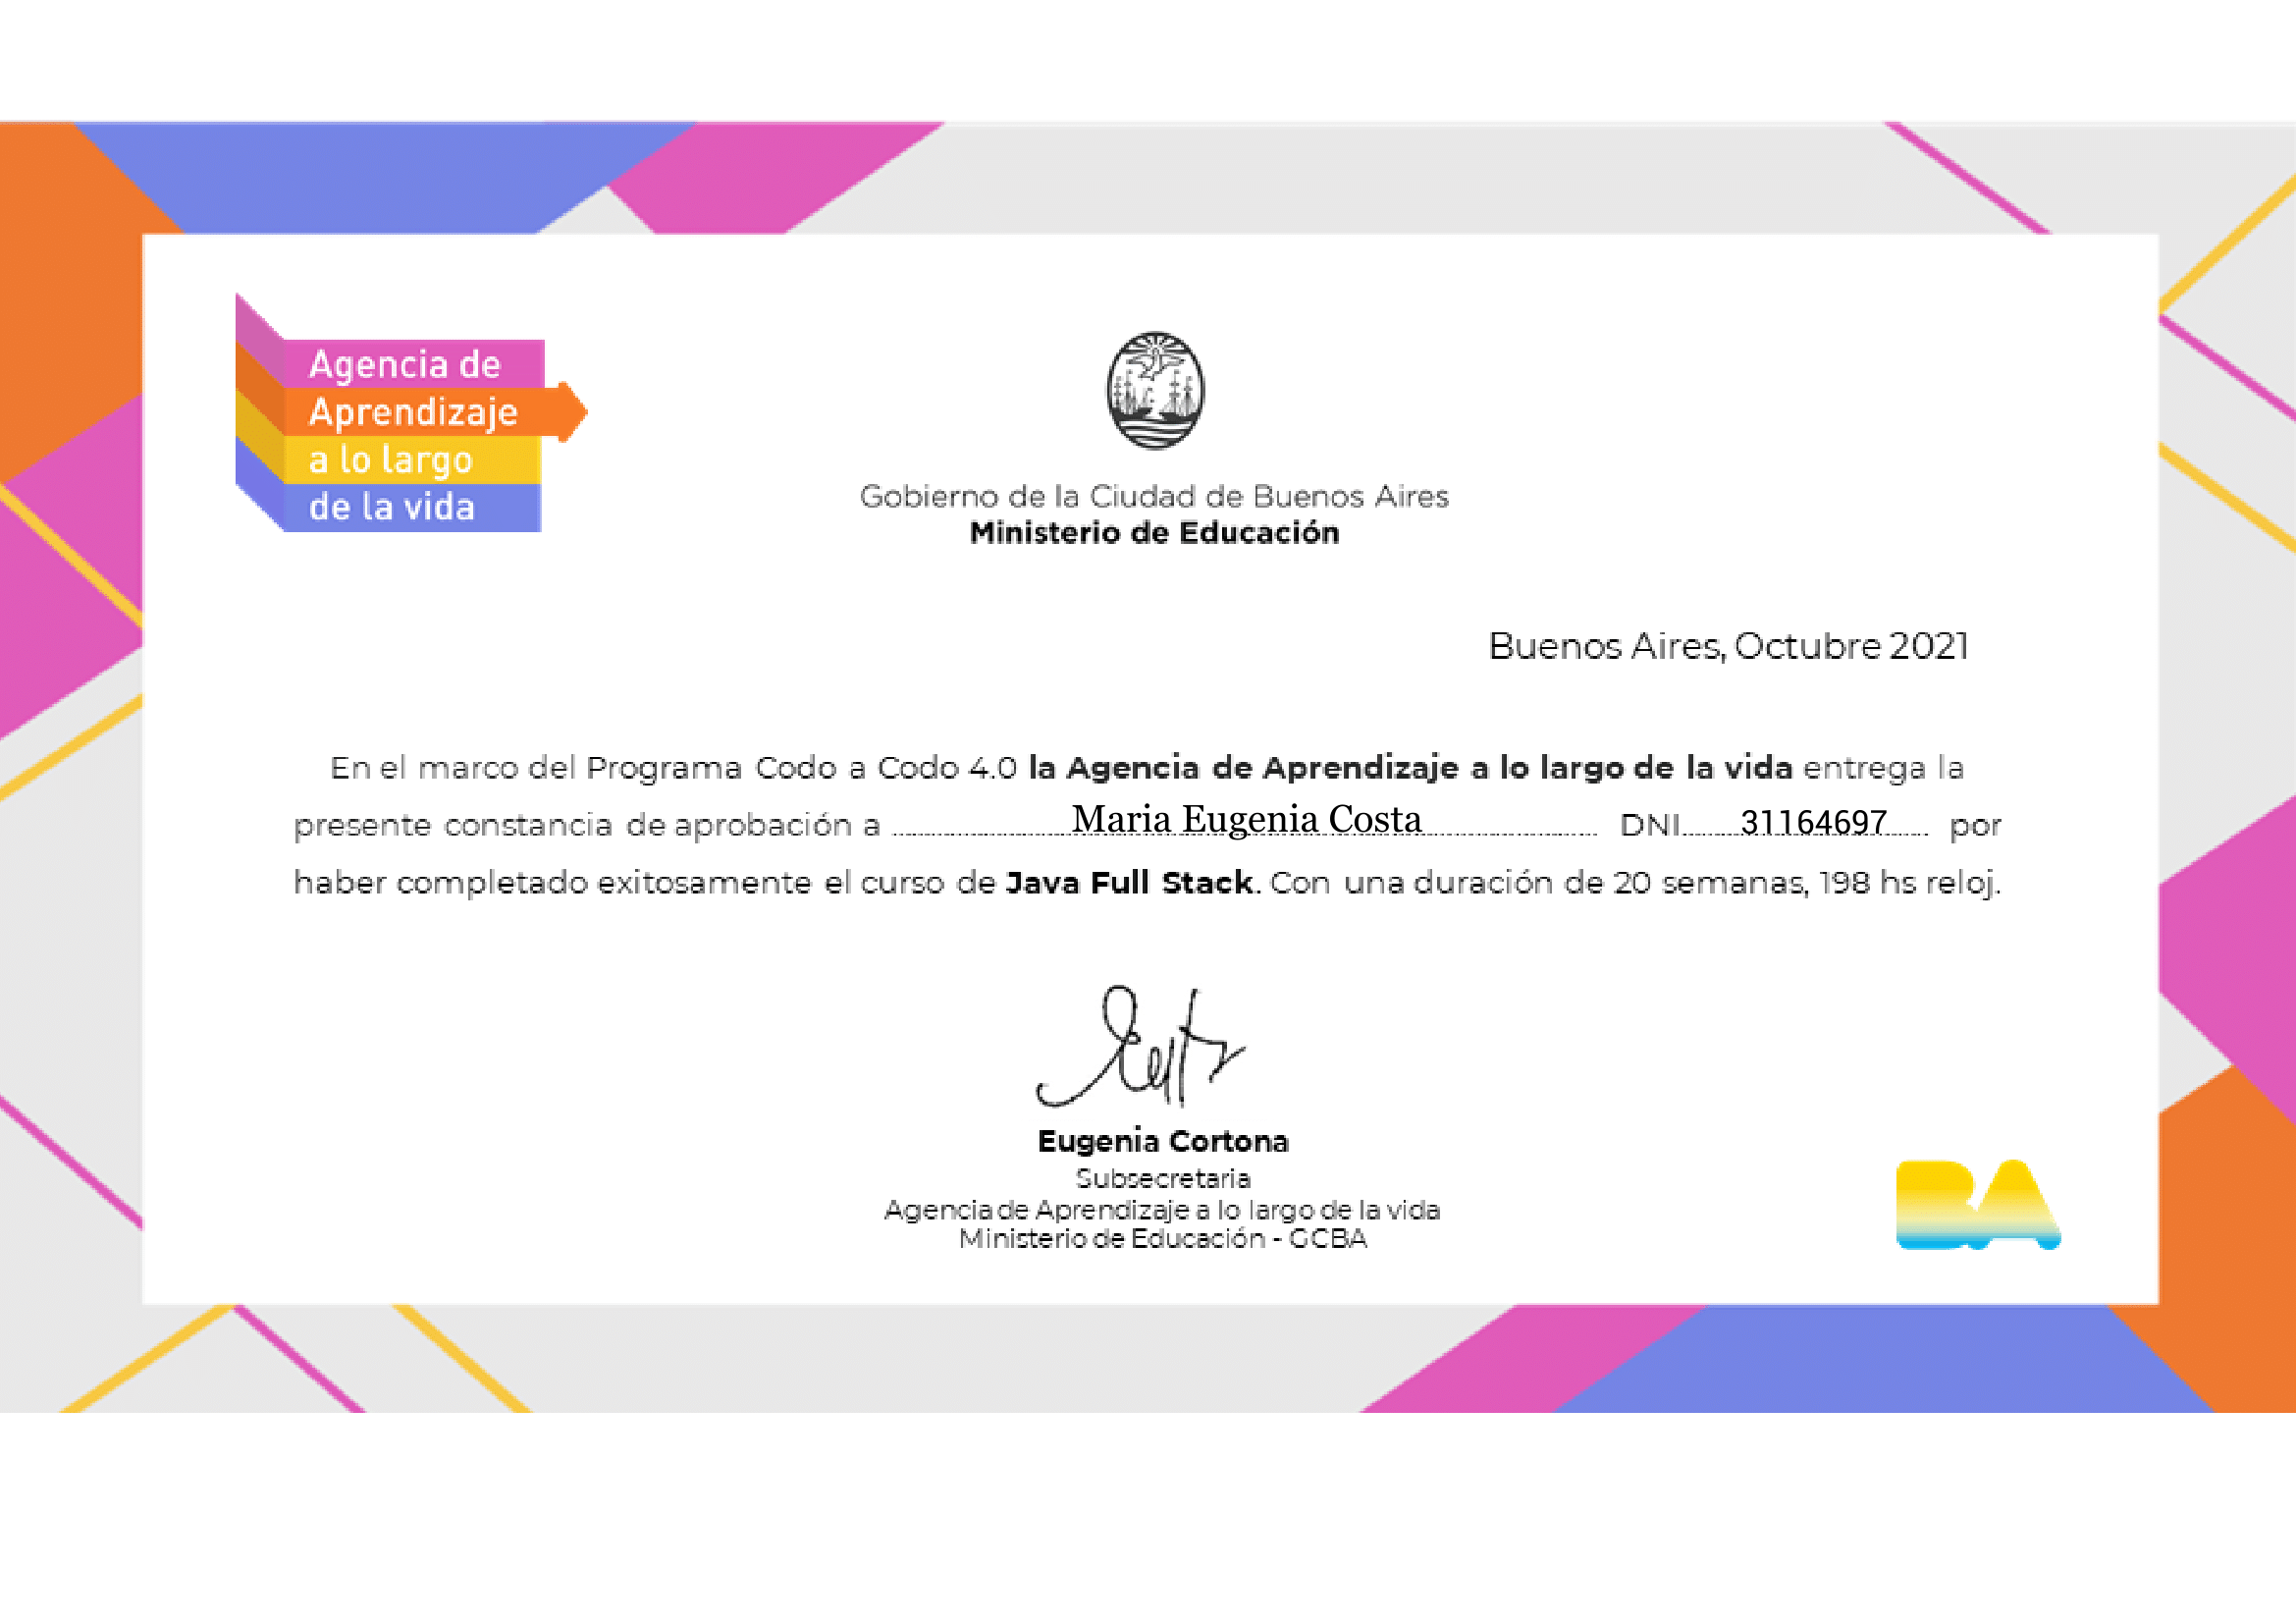 Agencia de
Aprendizaje
a lo largo
de la vida
Gobierno de la Ciudad de Buenos Aires
Ministerio de Educación
Buenos Aires, Octubre 2021
En el marco del Programa Codo a Codo 4.0 la Agencia de Aprendizaje a lo largo de la vida entrega la
presente constancia de aprobación a Maria Eugenia Costa DNI 31164697 por
haber completado exitosamente el curso de Java Full Stack. Con una duración de 20 semanas, 198 hs reloj.
Eugenia Cortona
Subsecretaria
Agencia de Aprendizaje a lo largo de la vida
Ministerio de Educación - GCBA
BA